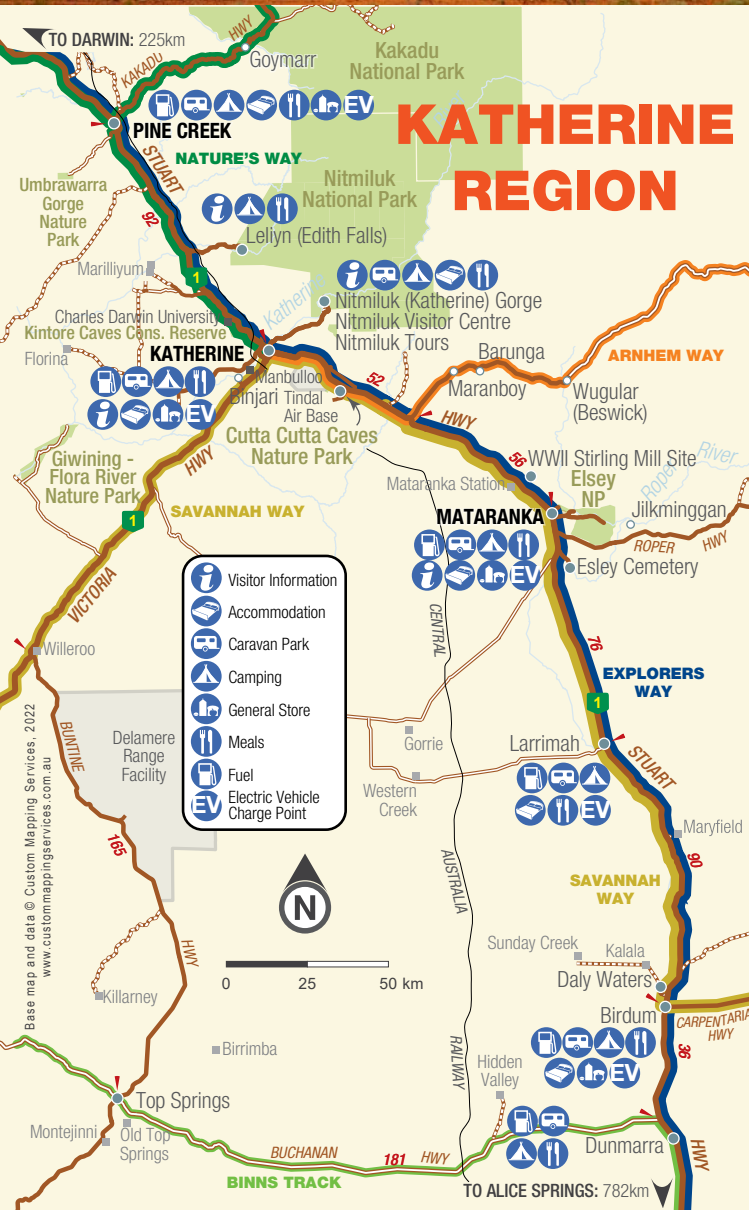 TO DARWIN: 225km
KAKADU
HWY
Goymarr
Kakadu
National Park
KATHERINE
REGION
EV
PINE CREEK
STUART
NATURE'S WAY
Umbrawarra
Gorge
Nature
Park
92
Nitmiluk
National Park
Leliyn (Edith Falls)
Marilliyum
1
Charles Darwin University
Kintore Caves Cons. Reserve
Florina
KATHERINE
Katherine
Nitmiluk (Katherine) Gorge
Nitmiluk Visitor Centre
Nitmiluk Tours
EV
Manbulloo
Binjari
Tindal
Air Base
52
Barunga
Maranboy
ARNHEM WAY
Wugular
(Beswick)
HWY
Cutta Cutta Caves
Nature Park
Giwining -
Flora River
Nature Park
HWY
SAVANNAH WAY
1
VICTORIA
56
WWII Stirling Mill Site
Mataranka Station
Elsey
NP
Roper
River
MATARANKA
Jilkminggan
ROPER
HWY
EV
Esley Cemetery
Willeroo
Visitor Information
Accommodation
Caravan Park
Camping
General Store
Meals
Fuel
EV
Electric Vehicle
Charge Point
CENTRAL
76
EXPLORERS
WAY
1
BUNTINE
Delamere
Range
Facility
Gorrie
Larrimah
STUART
Western
Creek
EV
165
Maryfield
90
AUSTRALIA
SAVANNAH
WAY
N
0
25
50 km
HWY
Sunday Creek
Kalala
Daly Waters
Killarney
Birdum
CARPENTARIA
HWY
36
Birrimba
EV
RAILWAY
Hidden
Valley
Top Springs
Montejinni
Old Top
Springs
BUCHANAN
181
HWY
BINNS TRACK
Dunmarra
HWY
TO ALICE SPRINGS: 782km
Base map and data © Custom Mapping Services, 2022
www.custommappingservices.com.au